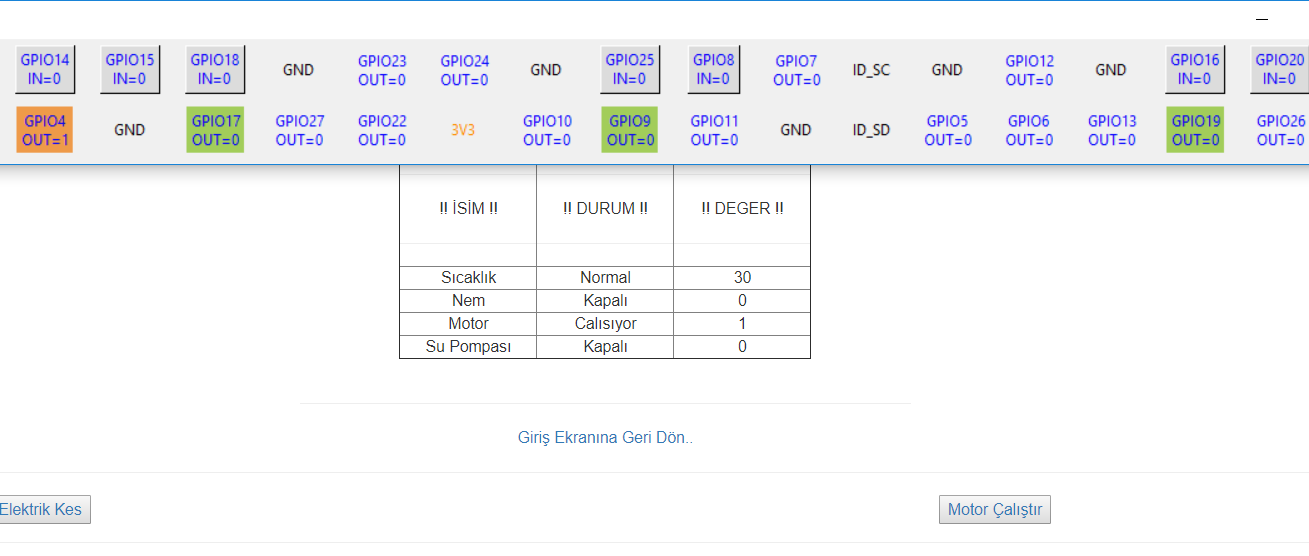 GPIO14 GPIO15 GPIO18 GND GPIO23 GPIO24 GND GPIO25 GPIO8 GPIO7 ID_SC GND GPIO12 GND GPIO16 GPIO20
IN=0 IN=0 IN=0 OUT=0 OUT=0 IN=0 IN=0 OUT=0 OUT=0 IN=0 IN=0
GPIO4 GND GPIO17 GPIO27 GPIO22 3V3 GPIO10 GPIO9 GPIO11 GND ID_SD GPIO5 GPIO6 GPIO13 GPIO19 GPIO26
OUT=1 OUT=0 OUT=0 OUT=0 OUT=0 OUT=0 OUT=0 OUT=0 OUT=0 OUT=0 OUT=0 OUT=0
!! İSİM !! !! DURUM !! !! DEGER !!
Sıcaklık Normal 30
Nem Kapalı 0
Motor Calısıyor 1
Su Pompası Kapalı 0
Giriş Ekranına Geri Dön..
Elektrik Kes Motor Çalıştır